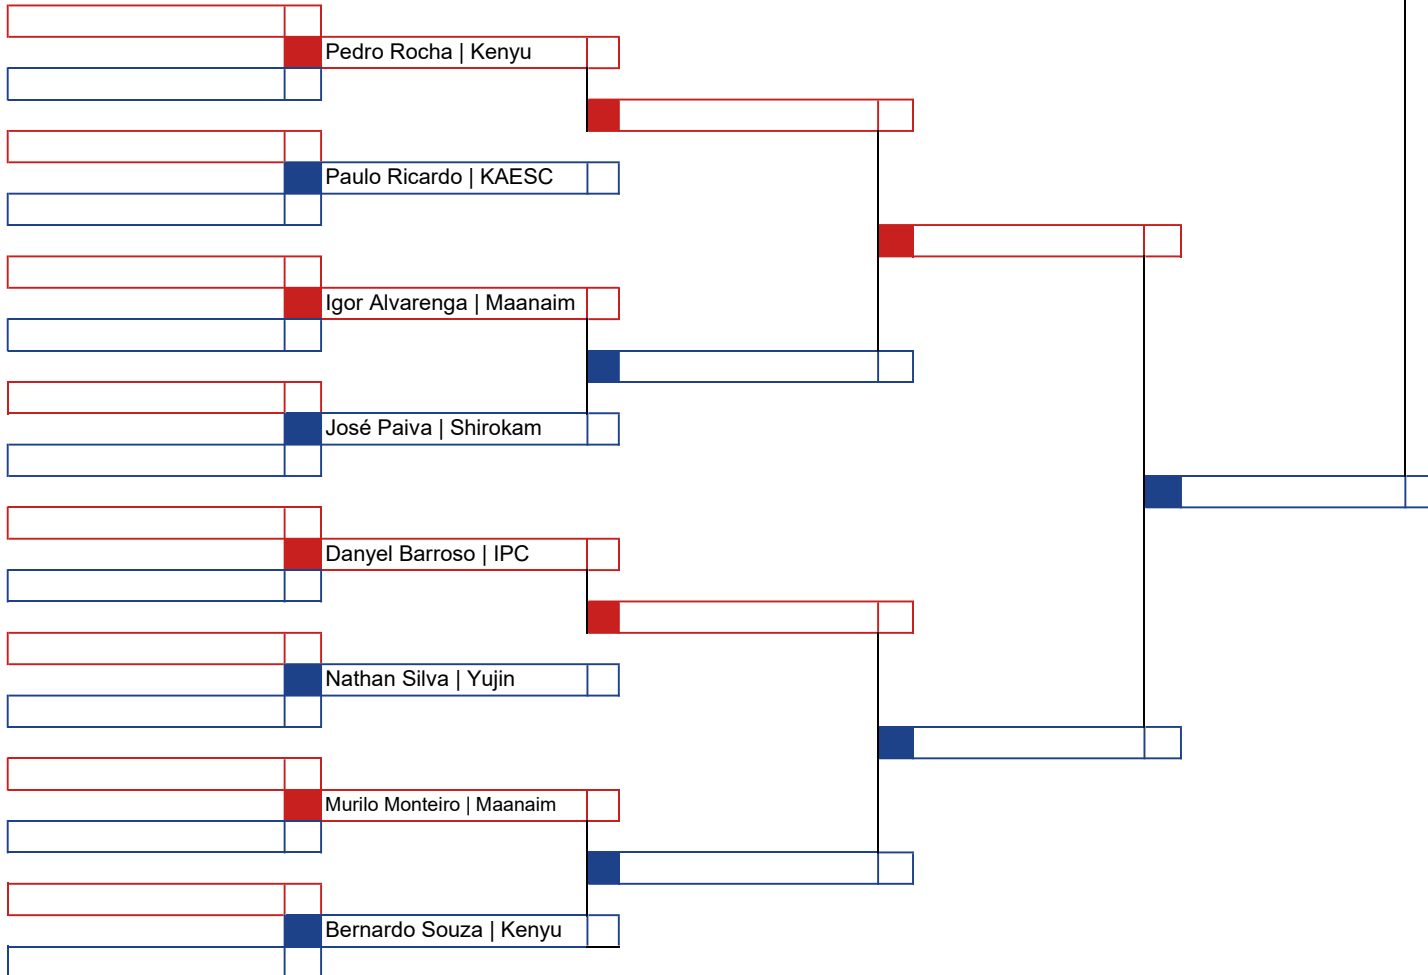 Pedro Rocha | Kenyu
Paulo Ricardo | KAESC
Igor Alvarenga | Maanaim
José Paiva | Shirokam
Danyel Barroso | IPC
Nathan Silva | Yujin
Murilo Monteiro | Maanaim
Bernardo Souza | Kenyu